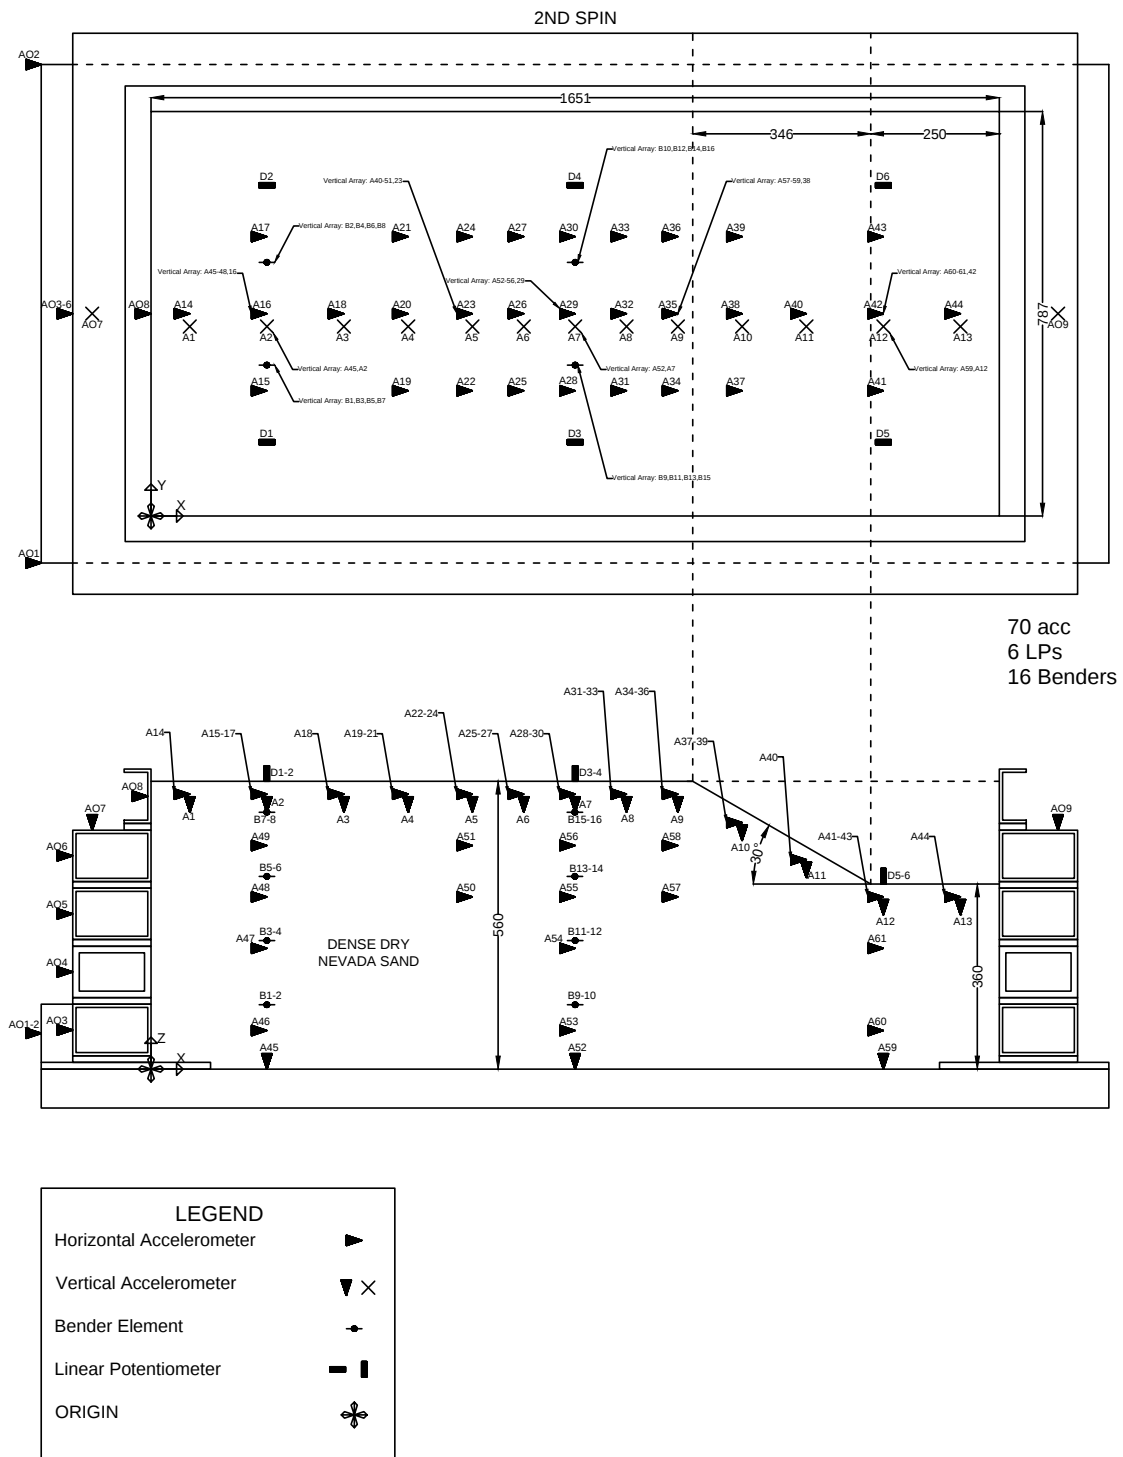 2ND SPIN
AO2
1651
346
250
Vertical Array: B10,B12,B14,B16
D2
Vertical Array: A40-51,23
D4
Vertical Array: A57-59,38
D6
A17
Vertical Array: B2,B4,B6,B8
A21
A24
A27
A30
A33
A36
A39
A43
Vertical Array: A45-48,16
Vertical Array: A52-56,29
Vertical Array: A60-61,42
AO3-6
AO7
AO8
A14
A16
A18
A20
A23
A26
A29
A32
A35
A38
A40
A42
A44
787
AO9
A1
A2
A3
A4
A5
A6
A7
A8
A9
A10
A11
A12
A13
Vertical Array: A45,A2
Vertical Array: A52,A7
Vertical Array: A59,A12
A15
Vertical Array: B1,B3,B5,B7
A19
A22
A25
A28
A31
A34
A37
A41
D1
D3
D5
Vertical Array: B9,B11,B13,B15
Y
X
AO1
70 acc
6 LPs
16 Benders
A31-33
A34-36
A22-24
A14
A15-17
A18
A19-21
A25-27
A28-30
A37-39
A40
D1-2
D3-4
AO8
AO7
AO9
A1
A2
B7-8
A3
A4
A5
A6
A7
B15-16
A8
A9
A10
30°
A41-43
A44
AO6
A49
A51
A56
A58
B5-6
B13-14
A11
D5-6
AO5
A48
A50
A55
A57
A12
A13
B3-4
A47
DENSE DRY
NEVADA SAND
560
B11-12
A54
A61
AO4
360
B1-2
B9-10
AO1-2
AO3
A46
A53
A60
Z
X
A45
A52
A59
LEGEND
Horizontal Accelerometer
Vertical Accelerometer
Bender Element
Linear Potentiometer
ORIGIN